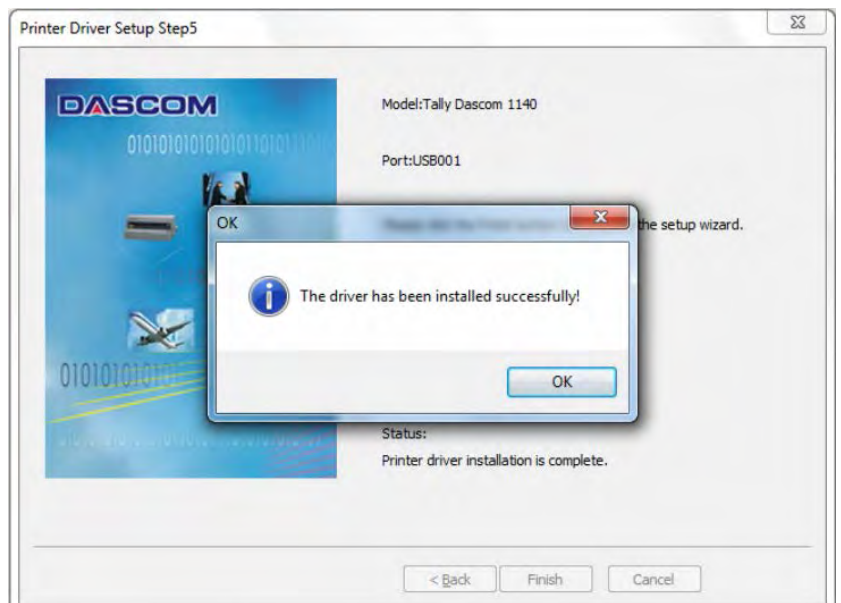 Printer Driver Setup Step5
DASCOM
Model:Tally Dascom 1140
Port:USB001
OK
the setup wizard.
The driver has been installed successfully!
OK
Status:
Printer driver installation is complete.
< Back
Finish
Cancel